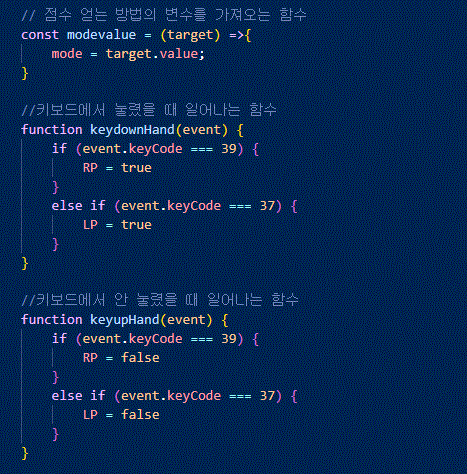 // 점수 얻는 방법의 변수를 가져오는 함수
const modevalue = (target) =>{
    mode = target.value;
}
//키보드에서 눌렸을 때 일어나는 함수
function keydownHand(event) {
    if (event.keyCode === 39) {
        RP = true
    }
    else if (event.keyCode === 37) {
        LP = true
    }
}
//키보드에서 안 눌렸을 때 일어나는 함수
function keyupHand(event) {
    if (event.keyCode === 39) {
        RP = false
    }
    else if (event.keyCode === 37) {
        LP = false
    }
}